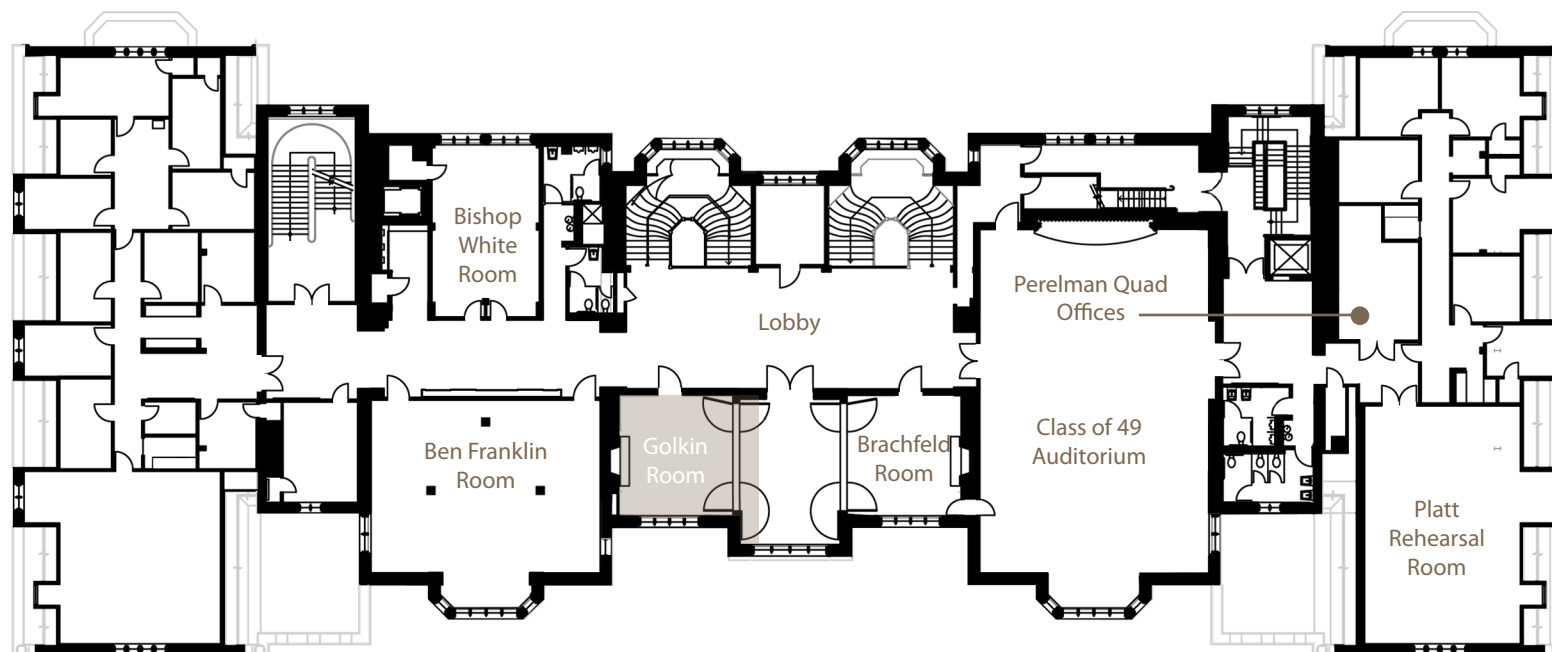 Bishop
White
Room
Lobby
Perelman Quad
Offices
Ben Franklin
Room
Golkin
Room
Brachfeld
Room
Class of 49
Auditorium
Platt
Rehearsal
Room